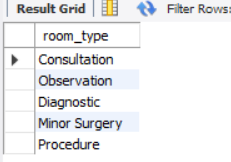 Result Grid Filter Rows:
room_type
Consultation
Observation
Diagnostic
Minor Surgery
Procedure